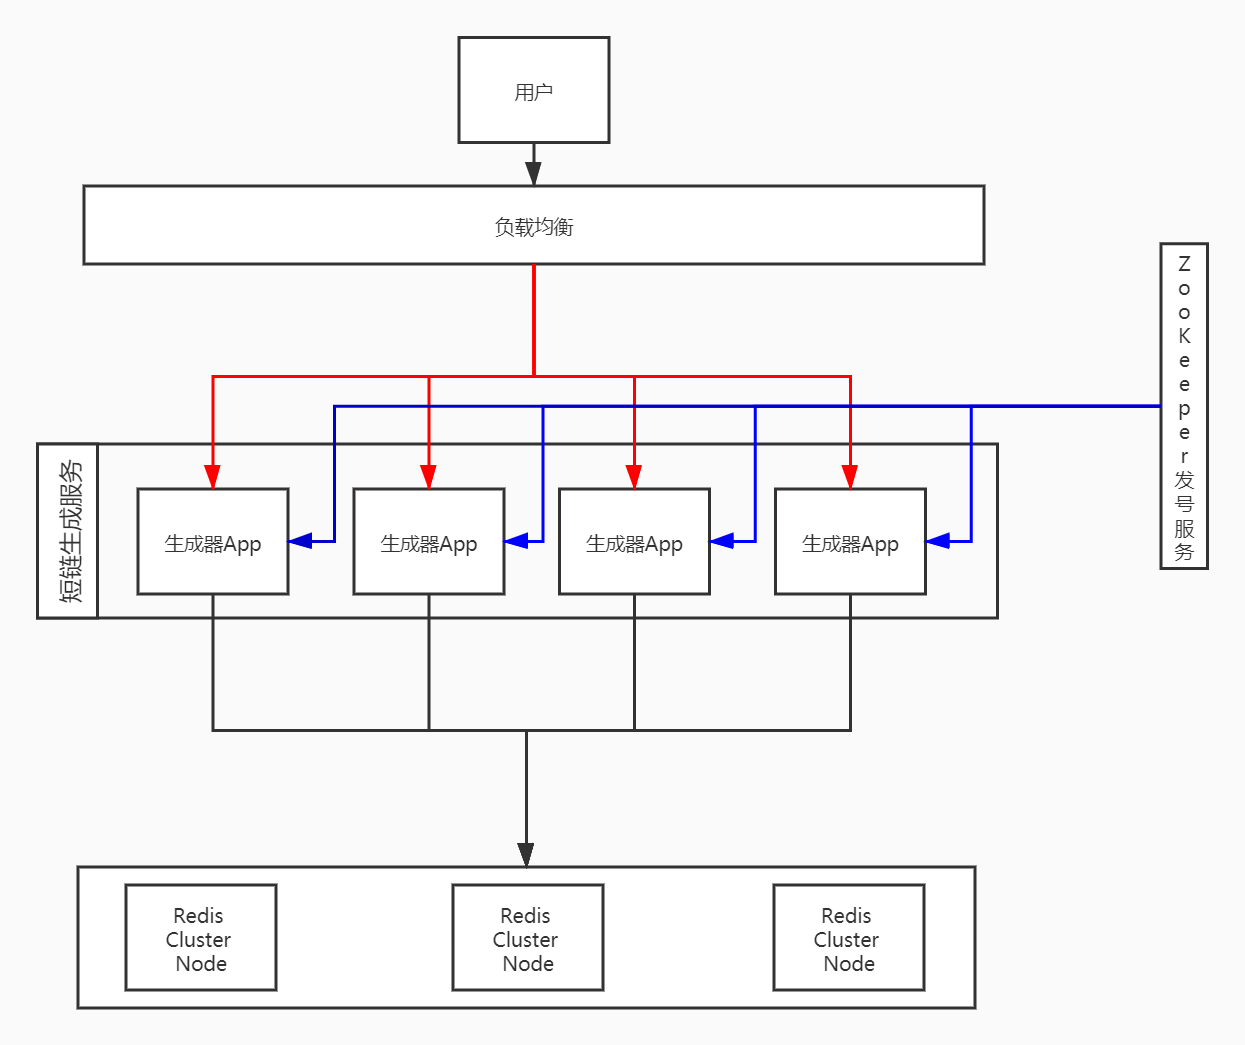 用户
负载均衡
ZooKeeper发号服务
短链生成服务
生成器App
生成器App
生成器App
生成器App
Redis
Cluster
Node
Redis
Cluster
Node
Redis
Cluster
Node